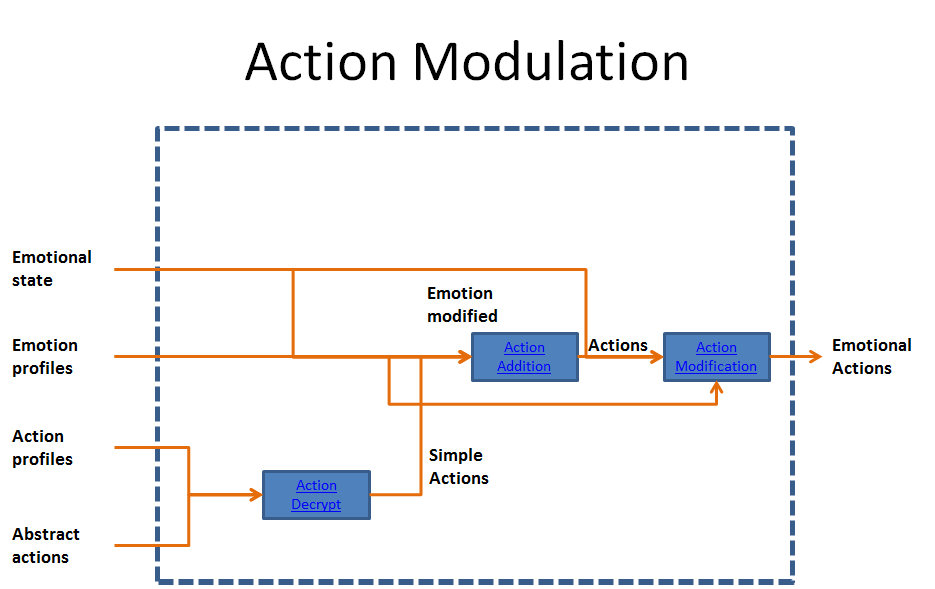 Action Modulation
Emotional
state
Emotion
modified
Emotion
profiles
Action
Addition
Actions
Action
Modification
Emotional
Actions
Action
profiles
Simple
Actions
Action
Decrypt
Abstract
actions